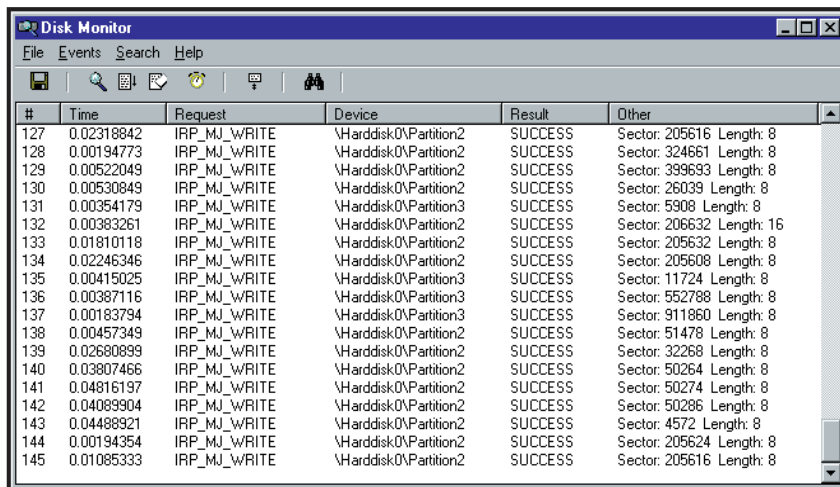 Disk Monitor
File Events Search Help
# Time Request Device Result Other
127 0.02318842 IRP_MJ_WRITE \Harddisk0\Partition2 SUCCESS Sector: 205616 Length: 8
128 0.00194773 IRP_MJ_WRITE \Harddisk0\Partition2 SUCCESS Sector: 324661 Length: 8
129 0.00522049 IRP_MJ_WRITE \Harddisk0\Partition2 SUCCESS Sector: 399693 Length: 8
130 0.00530849 IRP_MJ_WRITE \Harddisk0\Partition2 SUCCESS Sector: 26039 Length: 8
131 0.00354179 IRP_MJ_WRITE \Harddisk0\Partition3 SUCCESS Sector: 5908 Length: 8
132 0.00383261 IRP_MJ_WRITE \Harddisk0\Partition2 SUCCESS Sector: 206632 Length: 16
133 0.01810118 IRP_MJ_WRITE \Harddisk0\Partition2 SUCCESS Sector: 205632 Length: 8
134 0.02246346 IRP_MJ_WRITE \Harddisk0\Partition2 SUCCESS Sector: 205608 Length: 8
135 0.00415025 IRP_MJ_WRITE \Harddisk0\Partition3 SUCCESS Sector: 11724 Length: 8
136 0.00387116 IRP_MJ_WRITE \Harddisk0\Partition3 SUCCESS Sector: 552788 Length: 8
137 0.00183794 IRP_MJ_WRITE \Harddisk0\Partition3 SUCCESS Sector: 911860 Length: 8
138 0.00457349 IRP_MJ_WRITE \Harddisk0\Partition2 SUCCESS Sector: 51478 Length: 8
139 0.02680899 IRP_MJ_WRITE \Harddisk0\Partition2 SUCCESS Sector: 32268 Length: 8
140 0.03807466 IRP_MJ_WRITE \Harddisk0\Partition2 SUCCESS Sector: 50264 Length: 8
141 0.04816197 IRP_MJ_WRITE \Harddisk0\Partition2 SUCCESS Sector: 50274 Length: 8
142 0.04089904 IRP_MJ_WRITE \Harddisk0\Partition2 SUCCESS Sector: 50286 Length: 8
143 0.04488921 IRP_MJ_WRITE \Harddisk0\Partition2 SUCCESS Sector: 4572 Length: 8
144 0.00194354 IRP_MJ_WRITE \Harddisk0\Partition2 SUCCESS Sector: 205624 Length: 8
145 0.01085333 IRP_MJ_WRITE \Harddisk0\Partition2 SUCCESS Sector: 205616 Length: 8